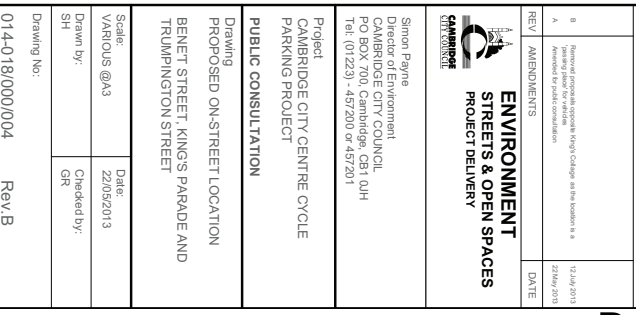 B Removed proposals opposite King's College as the location is a 12 July 2013
'passing place' for vehicles
A Amended for public consultation 22 May 2013
REV AMENDMENTS DATE
CAMBRIDGE
CITY COUNCIL
ENVIRONMENT
STREETS & OPEN SPACES
PROJECT DELIVERY
Simon Payne
Director of Environment
CAMBRIDGE CITY COUNCIL
PO BOX 700, Cambridge, CB1 0JH
Tel: (01223) - 457200 or 457201
Project
CAMBRIDGE CITY CENTRE CYCLE
PARKING PROJECT
PUBLIC CONSULTATION
Drawing
PROPOSED ON-STREET LOCATION
BENE'T STREET, KING'S PARADE AND
TRUMPINGTON STREET
Scale: Date:
VARIOUS @A3 22/05/2013
Drawn by: Checked by:
SH GR
Drawing No:
014-018/000/004 Rev.B